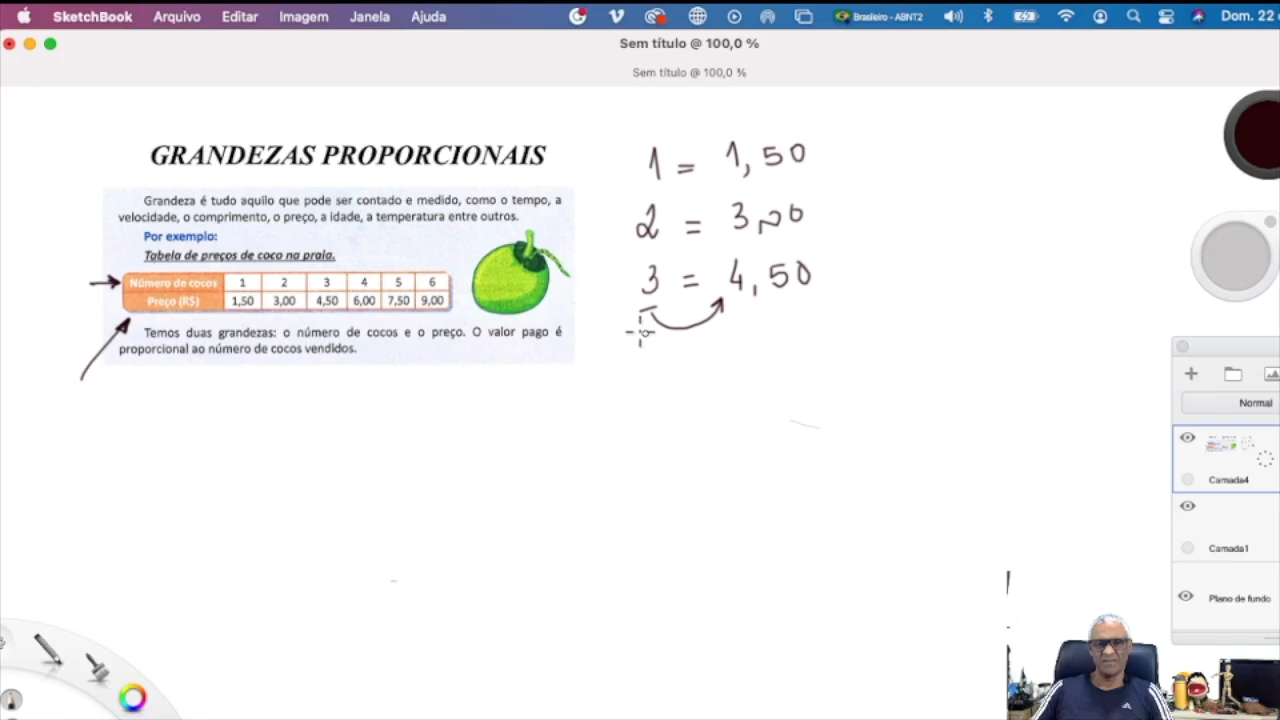 SketchBook Arquivo Editar Imagem Janela Ajuda Brasileiro - ABNT2 Dom. 22
Sem título @ 100,0 %
Sem título @ 100,0 %
GRANDEZAS PROPORCIONAIS
Grandeza é tudo aquilo que pode ser contado e medido, como o tempo, a
velocidade, o comprimento, o preço, a idade, a temperatura entre outros.
Por exemplo:
Tabela de preços de coco na praia.
Número de cocos 1 2 3 4 5 6
Preço (R$) 1,50 3,00 4,50 6,00 7,50 9,00
Temos duas grandezas: o número de cocos e o preço. O valor pago é
proporcional ao número de cocos vendidos.
1 = 1,50
2 = 3,00
3 = 4,50
Normal
Camada4
Camada1
Plano de fundo